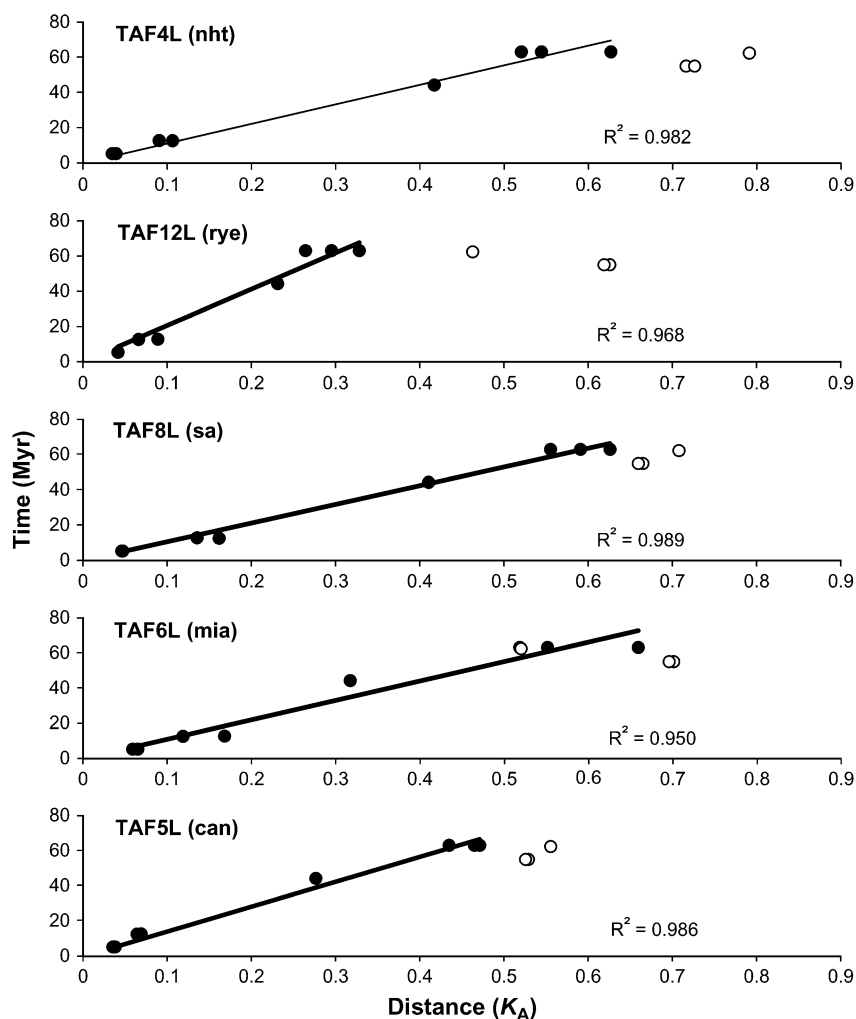 80
TAF4L (nht)
60
40
20
R² = 0.982
0
0 0.1 0.2 0.3 0.4 0.5 0.6 0.7 0.8 0.9
80
TAF12L (rye)
60
40
20
R² = 0.968
0
0 0.1 0.2 0.3 0.4 0.5 0.6 0.7 0.8 0.9
80
TAF8L (sa)
60
40
20
R² = 0.989
0
0 0.1 0.2 0.3 0.4 0.5 0.6 0.7 0.8 0.9
Time (Myr)
80
TAF6L (mia)
60
40
20
R² = 0.950
0
0 0.1 0.2 0.3 0.4 0.5 0.6 0.7 0.8 0.9
80
TAF5L (can)
60
40
20
R² = 0.986
0
0 0.1 0.2 0.3 0.4 0.5 0.6 0.7 0.8 0.9
Distance (K_A)